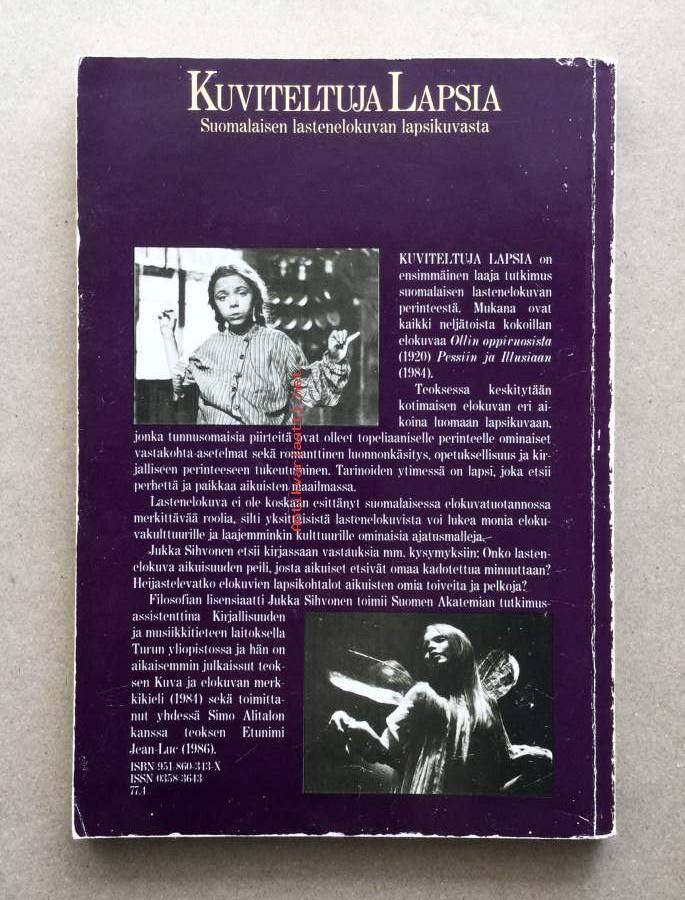 KUVITELTUJA LAPSIA
Suomalaisen lastenelokuvan lapsikuvasta
KUVITELTUJA LAPSIA on
ensimmäinen laaja tutkimus
suomalaisen lastenelokuvan
perinteestä. Mukana ovat
kaikki neljätoista kokoillan
elokuvaa Ollin oppivuosista
(1920) Pessiin ja Illusiaan
(1984).
Teoksessa keskitytään
kotimaisen elokuvan eri ai-
koina luomaan lapsikuvaan,
jonka tunnusomaisia piirteitä ovat olleet topeliaaniselle perinteelle ominaiset
vastakohta-asetelmat sekä romanttinen luonnonkäsitys, opetuksellisuus ja kir-
jalliseen perinteeseen tukeutuminen. Tarinoiden ytimessä on lapsi, joka etsii
perhettä ja paikkaa aikuisten maailmassa.
Lastenelokuva ei ole koskaan esittänyt suomalaisessa elokuvatuotannossa
merkittävää roolia, silti yksittäisistä lastenelokuvista voi lukea monia eloku-
vakulttuurille ja laajemminkin kulttuurille ominaisia ajatusmalleja.
Jukka Sihvonen etsii kirjassaan vastauksia mm. kysymyksiin: Onko lasten-
elokuva aikuisuuden peili, josta aikuiset etsivät omaa kadotettua minuuttaan?
Heijastelevatko elokuvien lapsikohtalot aikuisten omia toiveita ja pelkoja?
Filosofian lisensiaatti Jukka Sihvonen toimii Suomen Akatemian tutkimus-
assistenttina Kirjallisuuden
ja musiikkitieteen laitoksella
Turun yliopistossa ja hän on
aikaisemmin julkaissut teok-
sen Kuva ja elokuvan merk-
kikieli (1984) sekä toimitta-
nut yhdessä Simo Alitalon
kanssa teoksen Etunimi
Jean-Luc (1986).
ISBN 951-860-343-X
ISSN 0358-3643
77.4
antikvariaatti.net